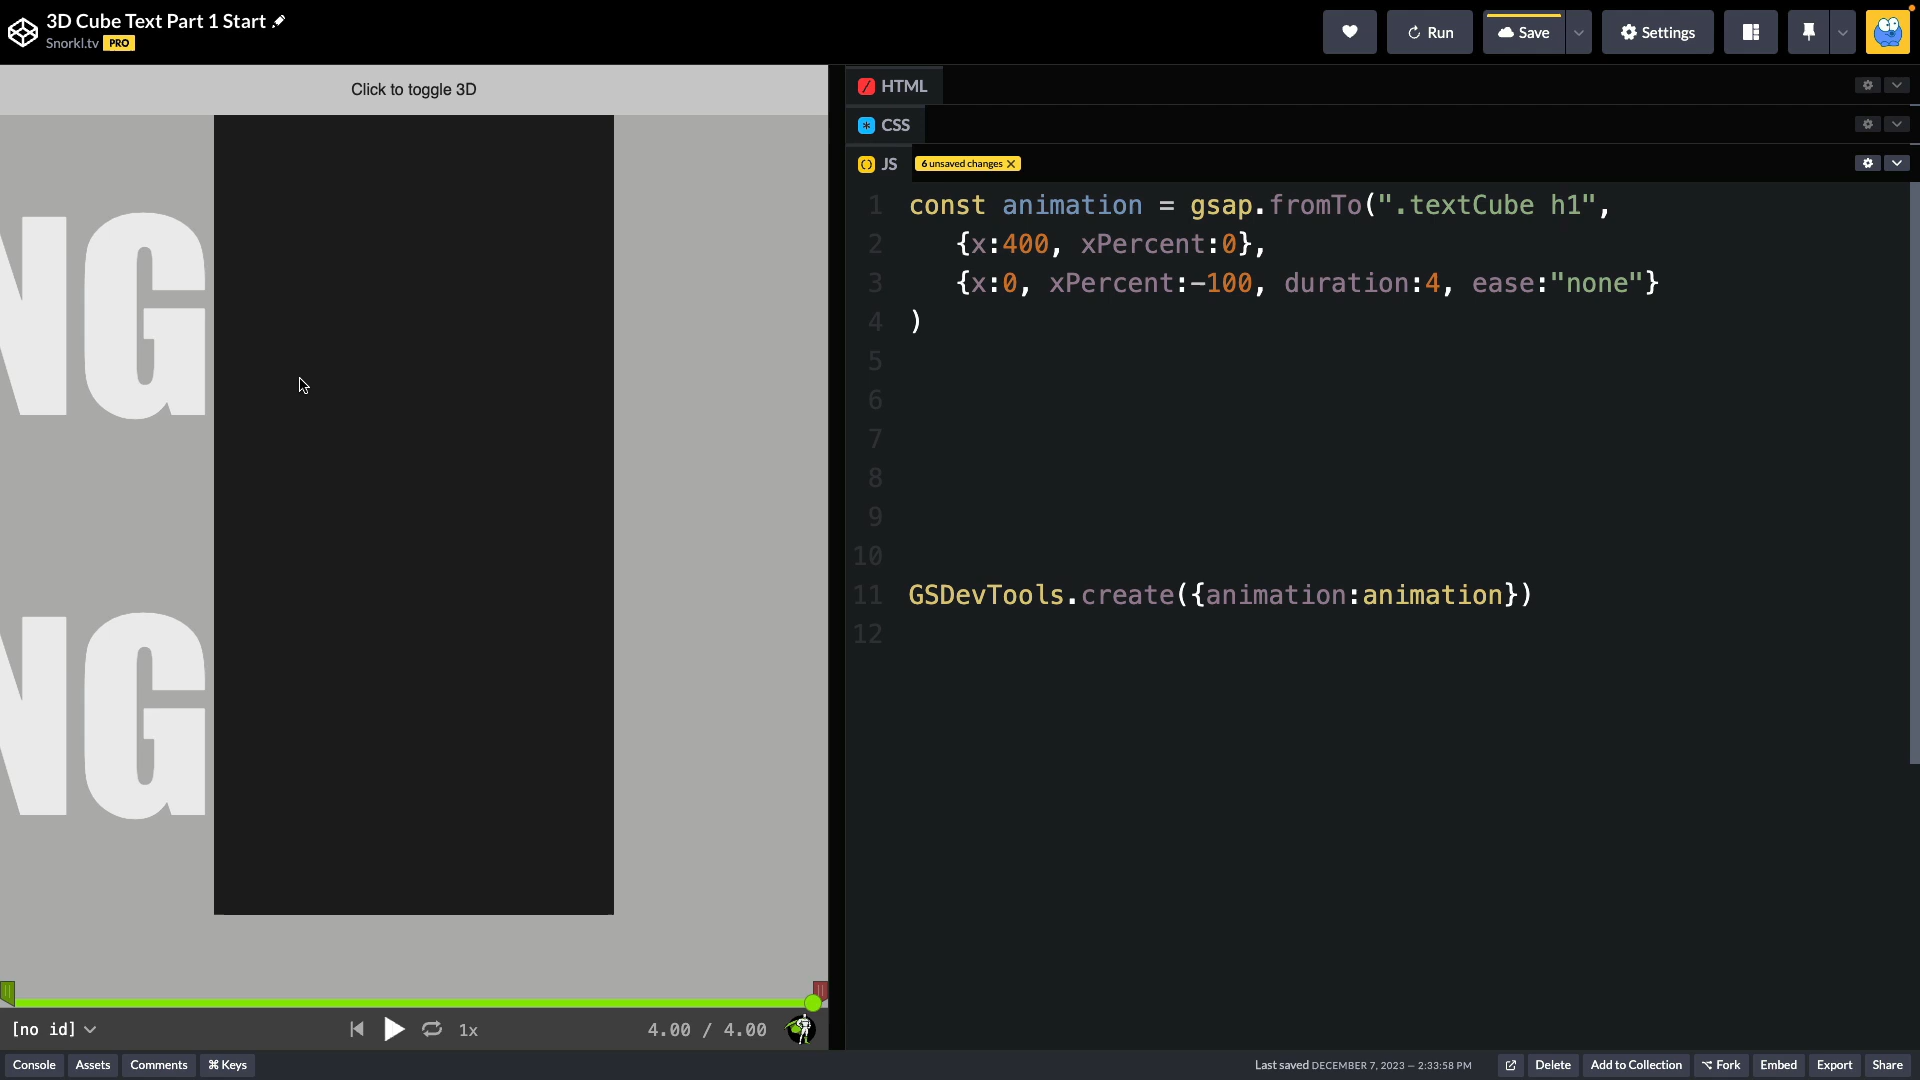 3D Cube Text Part 1 Start
Snorkl.tv PRO
Run
Save
Settings
Click to toggle 3D
NG
NG
[no id]
1x
4.00 / 4.00
HTML
CSS
JS 6 unsaved changes
1 const animation = gsap.fromTo(".textCube h1",
2 {x:400, xPercent:0},
3 {x:0, xPercent:-100, duration:4, ease:"none"}
4 )
5
6
7
8
9
10
11 GSDevTools.create({animation:animation})
12
Console Assets Comments ⌘ Keys Last saved DECEMBER 7, 2023 — 2:33:58 PM Delete Add to Collection Fork Embed Export Share